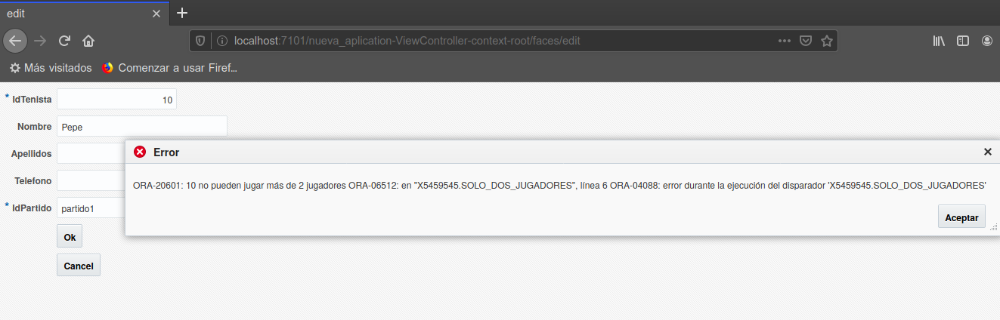 edit
localhost:7101/nueva_aplication-ViewController-context-root/faces/edit
Más visitados Comenzar a usar Firef...
* IdTenista 10
Nombre Pepe
Apellidos
Telefono
* IdPartido partido1
Ok
Cancel
Error
ORA-20601: 10 no pueden jugar más de 2 jugadores ORA-06512: en "X5459545.SOLO_DOS_JUGADORES", línea 6 ORA-04088: error durante la ejecución del disparador 'X5459545.SOLO_DOS_JUGADORES'
Aceptar